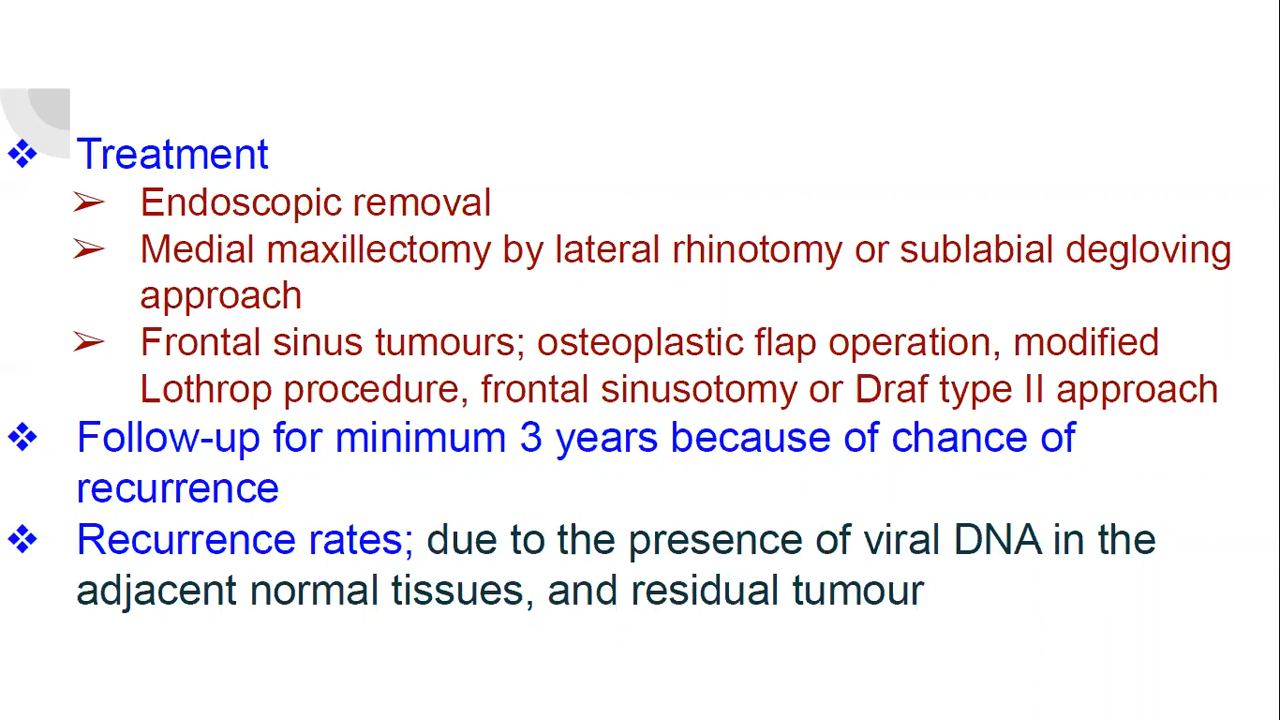 ❖ Treatment
➢ Endoscopic removal
➢ Medial maxillectomy by lateral rhinotomy or sublabial degloving
approach
➢ Frontal sinus tumours; osteoplastic flap operation, modified
Lothrop procedure, frontal sinusotomy or Draf type II approach
❖ Follow-up for minimum 3 years because of chance of
recurrence
❖ Recurrence rates; due to the presence of viral DNA in the
adjacent normal tissues, and residual tumour